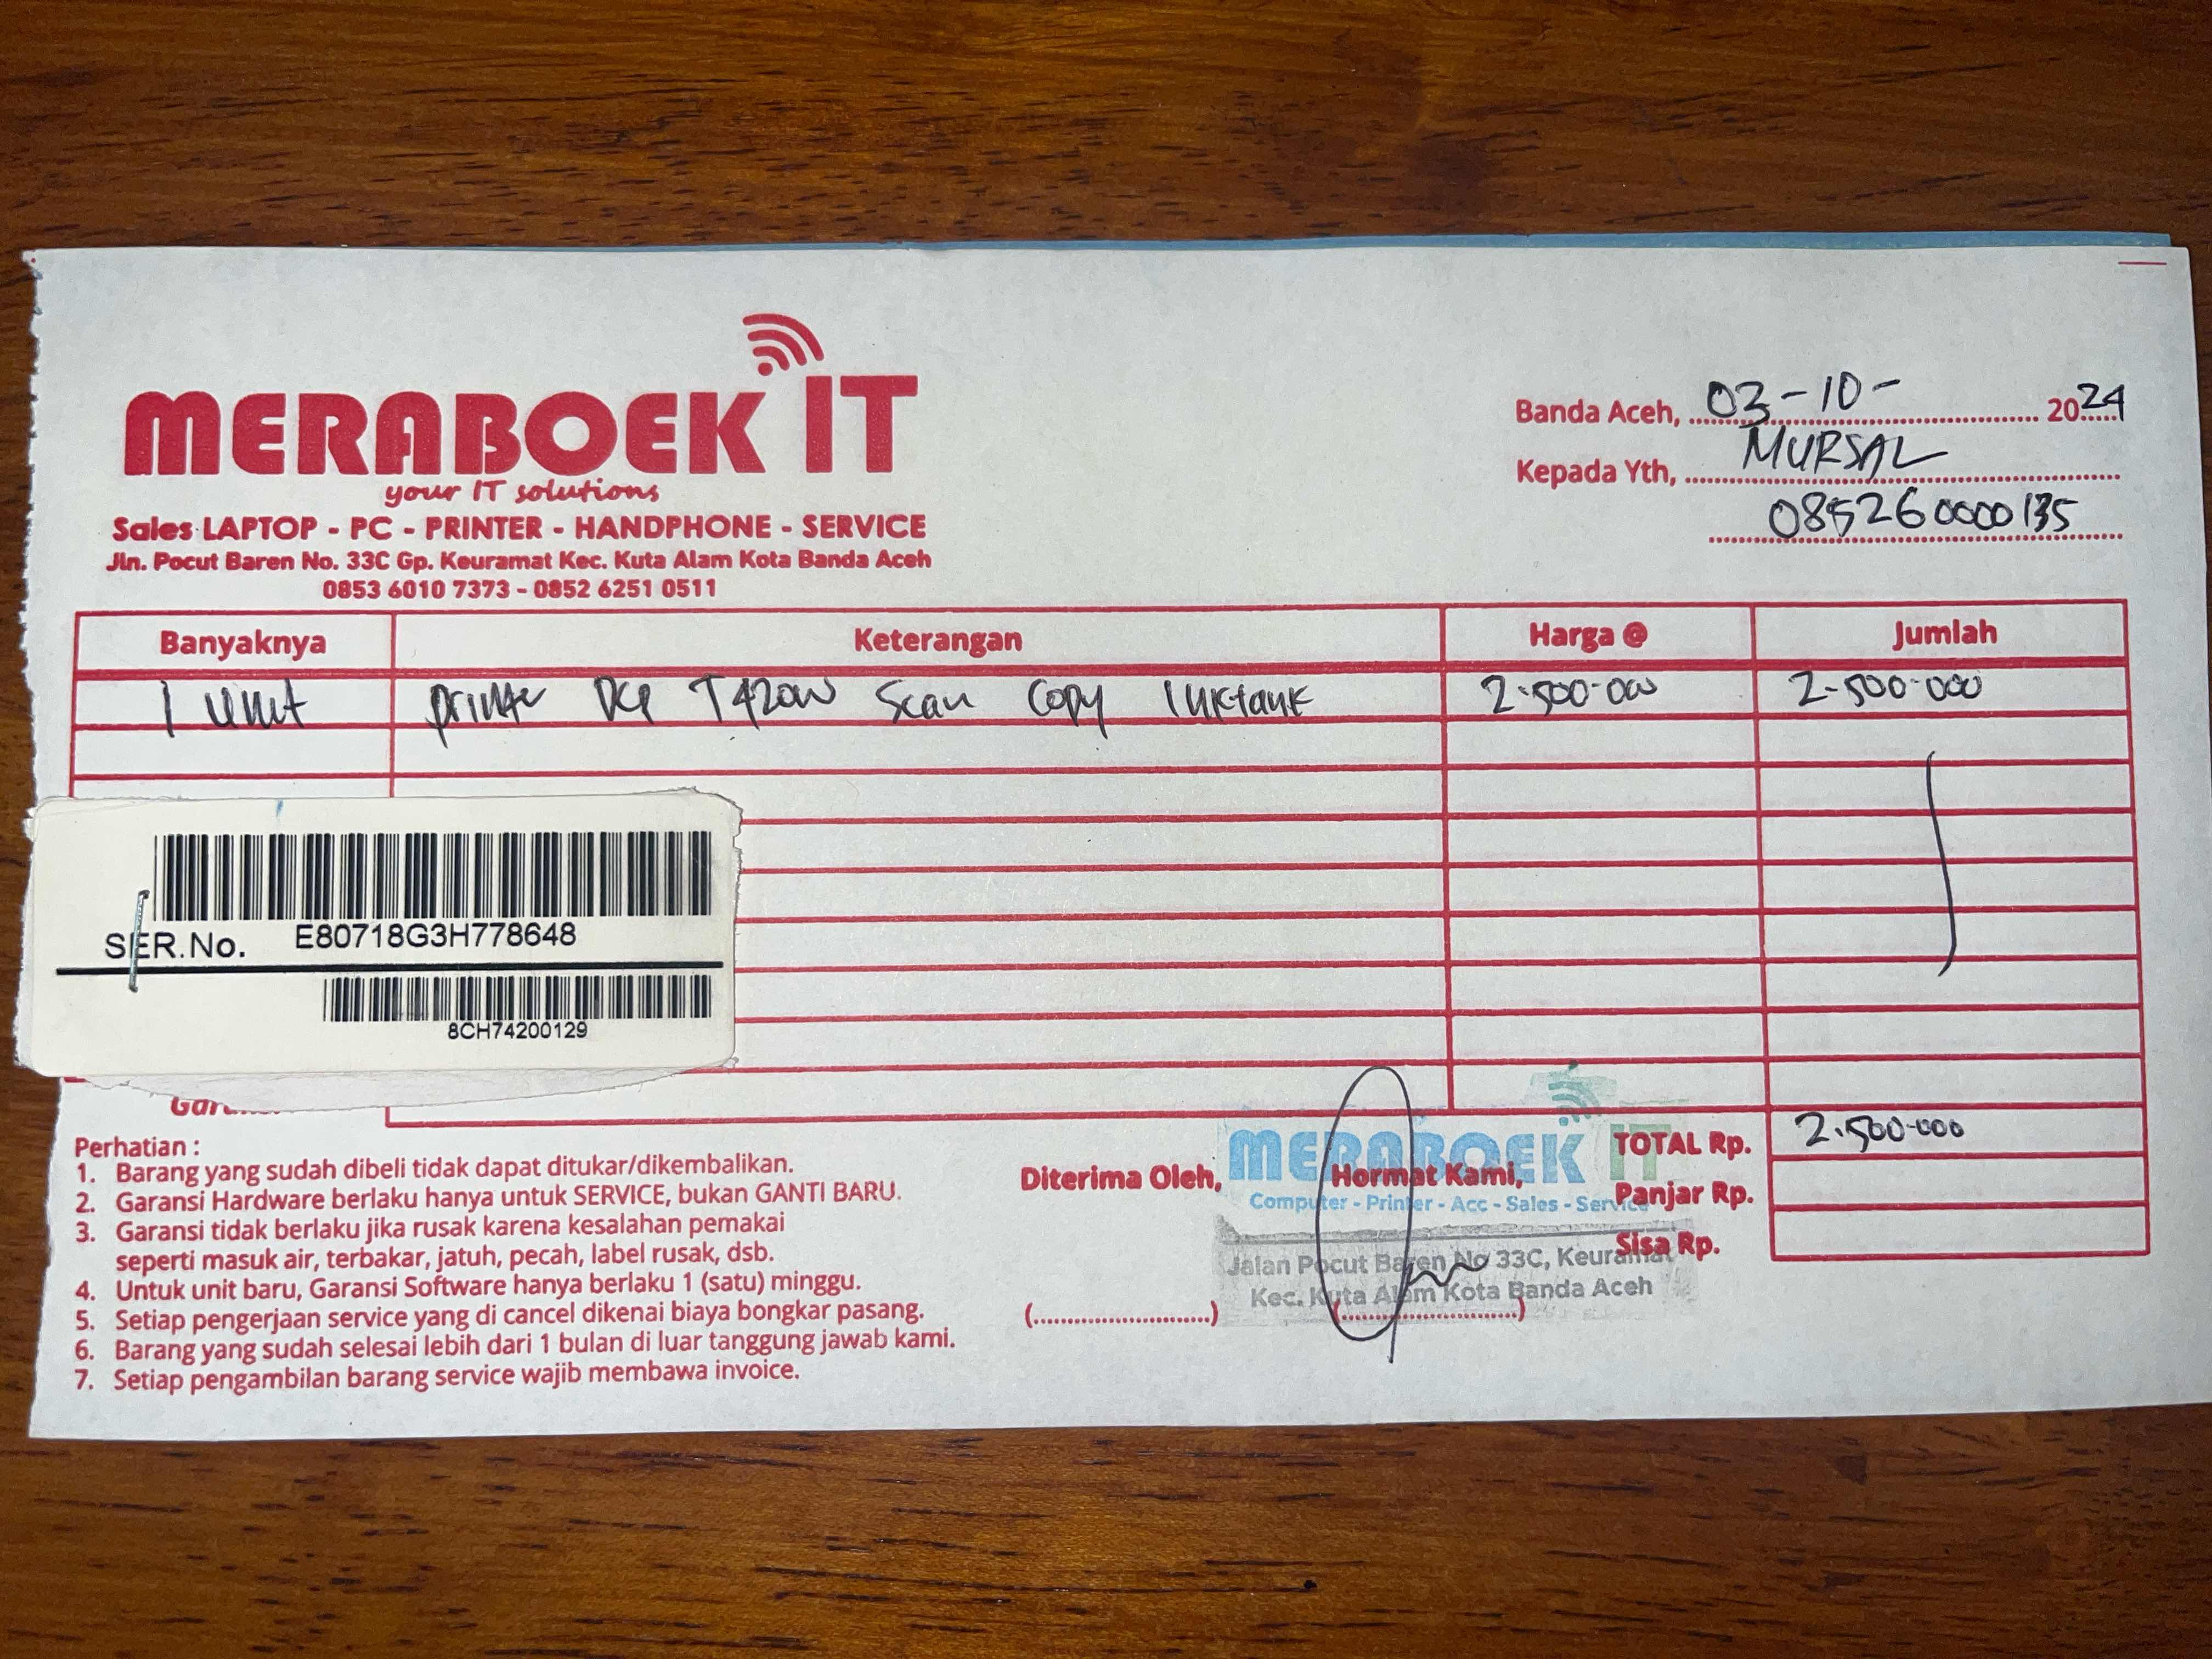 MERABOEK IT
your IT solutions
Sales LAPTOP - PC - PRINTER - HANDPHONE - SERVICE
Jln. Pocut Baren No. 33C Gp. Keuramat Kec. Kuta Alam Kota Banda Aceh
0853 6010 7373 - 0852 6251 0511
Banda Aceh, 03-10- 2024
Kepada Yth, MURSAL
085260000135
Banyaknya Keterangan Harga @ Jumlah
1 unit printer DCP T420W Scan Copy Inktank 2.500.000 2.500.000
SER.No. E80718G3H778648
8CH74200129
TOTAL Rp. 2.500.000
Panjar Rp.
Sisa Rp.
Perhatian :
1. Barang yang sudah dibeli tidak dapat ditukar/dikembalikan.
2. Garansi Hardware berlaku hanya untuk SERVICE, bukan GANTI BARU.
3. Garansi tidak berlaku jika rusak karena kesalahan pemakai
seperti masuk air, terbakar, jatuh, pecah, label rusak, dsb.
4. Untuk unit baru, Garansi Software hanya berlaku 1 (satu) minggu.
5. Setiap pengerjaan service yang di cancel dikenai biaya bongkar pasang.
6. Barang yang sudah selesai lebih dari 1 bulan di luar tanggung jawab kami.
7. Setiap pengambilan barang service wajib membawa invoice.
Diterima Oleh,
(..............................)
Hormat Kami,
(..............................)
MERABOEK IT
Computer - Printer - Acc - Sales - Service
Jalan Pocut Baren No 33C, Keuramat
Kec. Kuta Alam Kota Banda Aceh